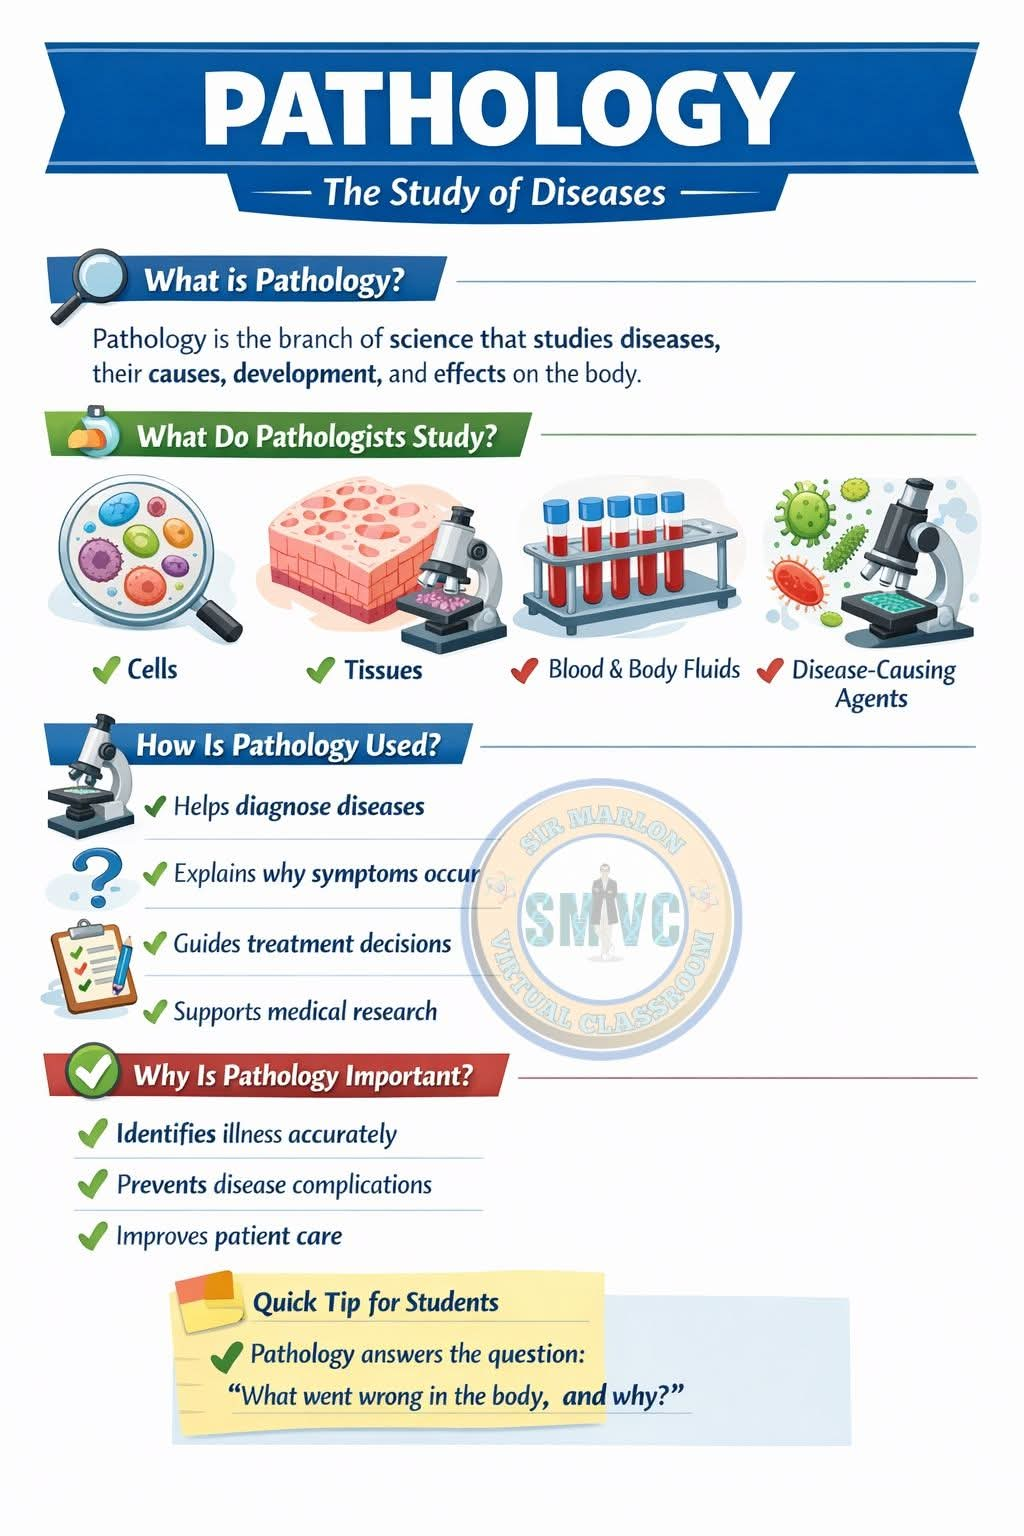 PATHOLOGY
The Study of Diseases
What is Pathology?
Pathology is the branch of science that studies diseases,
their causes, development, and effects on the body.
What Do Pathologists Study?
Cells
Tissues
Blood & Body Fluids
Disease-Causing
Agents
How Is Pathology Used?
Helps diagnose diseases
Explains why symptoms occur
Guides treatment decisions
Supports medical research
SIR MARLON
SMVC
VIRTUAL CLASSROOM
Why Is Pathology Important?
Identifies illness accurately
Prevents disease complications
Improves patient care
Quick Tip for Students
Pathology answers the question:
“What went wrong in the body, and why?”